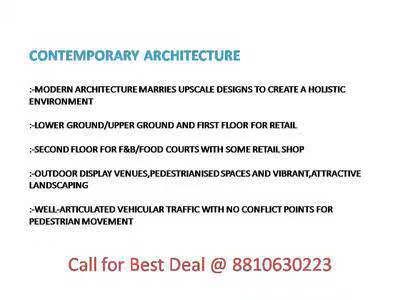 CONTEMPORARY ARCHITECTURE
:-MODERN ARCHITECTURE MARRIES UPSCALE DESIGNS TO CREATE A HOLISTIC
ENVIRONMENT
:-LOWER GROUND/UPPER GROUND AND FIRST FLOOR FOR RETAIL
:-SECOND FLOOR FOR F&B/FOOD COURTS WITH SOME RETAIL SHOP
:-OUTDOOR DISPLAY VENUES,PEDESTRIANISED SPACES AND VIBRANT,ATTRACTIVE
LANDSCAPING
:-WELL-ARTICULATED VEHICULAR TRAFFIC WITH NO CONFLICT POINTS FOR
PEDESTRIAN MOVEMENT
Call for Best Deal @ 8810630223